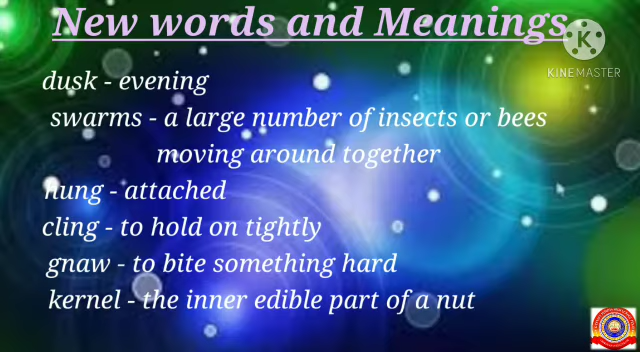 New words and Meanings
KINEMASTER
dusk - evening
swarms - a large number of insects or bees
moving around together
hung - attached
cling - to hold on tightly
gnaw - to bite something hard
kernel - the inner edible part of a nut